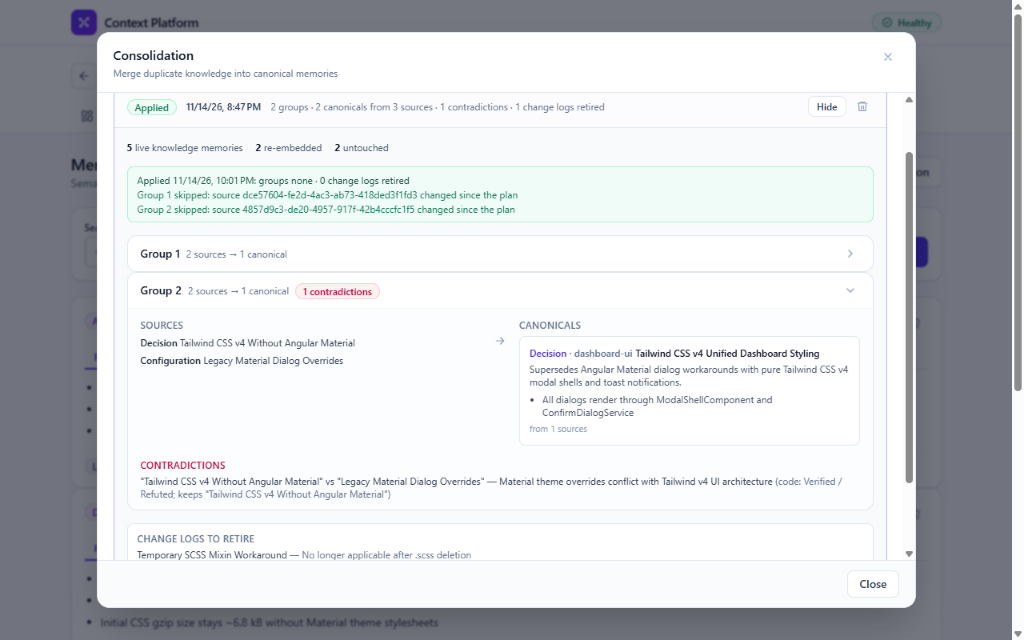 Context Platform
Healthy
Consolidation
Merge duplicate knowledge into canonical memories
Applied 11/14/26, 8:47 PM 2 groups · 2 canonicals from 3 sources · 1 contradictions · 1 change logs retired Hide
5 live knowledge memories 2 re-embedded 2 untouched
Applied 11/14/26, 10:01 PM: groups none · 0 change logs retired
Group 1 skipped: source dce57604-fe2d-4ac3-ab73-418ded3f1fd3 changed since the plan
Group 2 skipped: source 4857d9c3-de20-4957-917f-42b4cccfc1f5 changed since the plan
Group 1 2 sources → 1 canonical
Group 2 2 sources → 1 canonical 1 contradictions
SOURCES
Decision Tailwind CSS v4 Without Angular Material
Configuration Legacy Material Dialog Overrides
→
CANONICALS
Decision · dashboard-ui Tailwind CSS v4 Unified Dashboard Styling
Supersedes Angular Material dialog workarounds with pure Tailwind CSS v4
modal shells and toast notifications.
• All dialogs render through ModalShellComponent and
ConfirmDialogService
from 1 sources
CONTRADICTIONS
"Tailwind CSS v4 Without Angular Material" vs "Legacy Material Dialog Overrides" — Material theme overrides conflict with Tailwind v4 UI architecture (code: Verified /
Refuted; keeps "Tailwind CSS v4 Without Angular Material")
CHANGE LOGS TO RETIRE
Temporary SCSS Mixin Workaround — No longer applicable after .scss deletion
Close
• Initial CSS gzip size stays ~6.8 kB without Material theme stylesheets